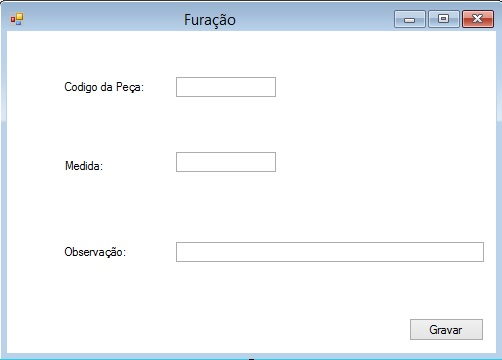 Furação
Codigo da Peça:
Medida:
Observação:
Gravar